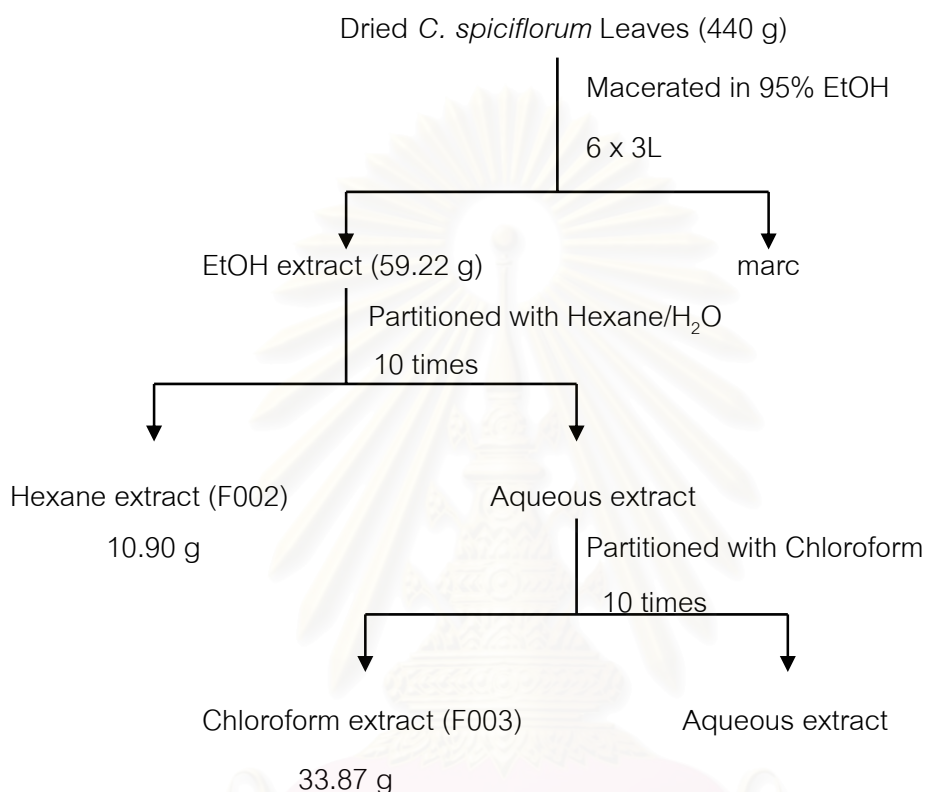 Dried C. spiciflorum Leaves (440 g)
Macerated in 95% EtOH
6 x 3L
EtOH extract (59.22 g)
marc
Partitioned with Hexane/H₂O
10 times
Hexane extract (F002)
Aqueous extract
10.90 g
Partitioned with Chloroform
10 times
Chloroform extract (F003)
Aqueous extract
33.87 g